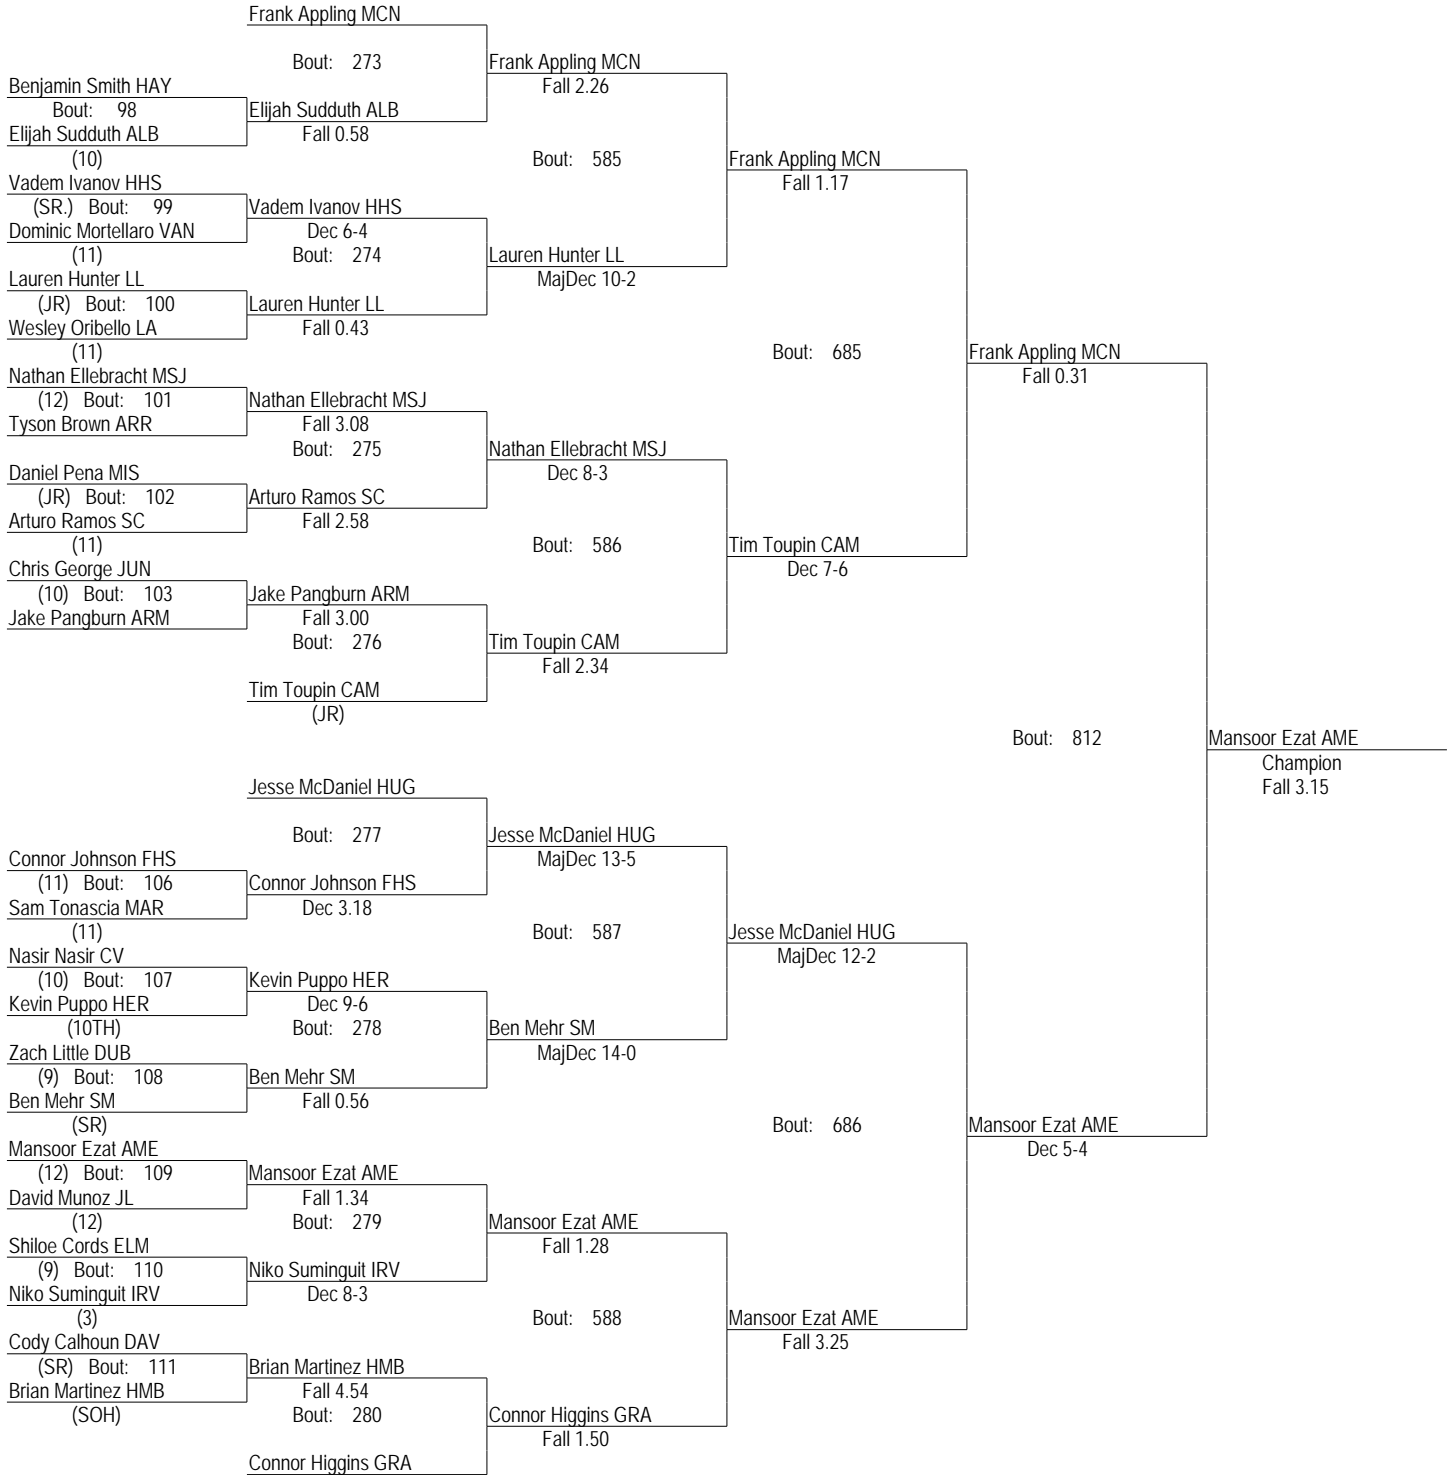 Frank Appling MCN
Bout: 273 Frank Appling MCN
Benjamin Smith HAY Fall 2.26
Bout: 98 Elijah Sudduth ALB
Elijah Sudduth ALB Fall 0.58
(10) Bout: 585 Frank Appling MCN
Vadem Ivanov HHS Fall 1.17
(SR.) Bout: 99 Vadem Ivanov HHS
Dominic Mortellaro VAN Dec 6-4
(11) Bout: 274 Lauren Hunter LL
Lauren Hunter LL MajDec 10-2
(JR) Bout: 100 Lauren Hunter LL
Wesley Oribello LA Fall 0.43
(11) Bout: 685 Frank Appling MCN
Nathan Ellebracht MSJ Fall 0.31
(12) Bout: 101 Nathan Ellebracht MSJ
Tyson Brown ARR Fall 3.08
Bout: 275 Nathan Ellebracht MSJ
Daniel Pena MIS Dec 8-3
(JR) Bout: 102 Arturo Ramos SC
Arturo Ramos SC Fall 2.58
(11) Bout: 586 Tim Toupin CAM
Chris George JUN Dec 7-6
(10) Bout: 103 Jake Pangburn ARM
Jake Pangburn ARM Fall 3.00
Bout: 276 Tim Toupin CAM
Fall 2.34
Tim Toupin CAM
(JR)
Bout: 812 Mansoor Ezat AME
Champion
Jesse McDaniel HUG Fall 3.15
Bout: 277 Jesse McDaniel HUG
Connor Johnson FHS MajDec 13-5
(11) Bout: 106 Connor Johnson FHS
Sam Tonascia MAR Dec 3.18
(11) Bout: 587 Jesse McDaniel HUG
Nasir Nasir CV MajDec 12-2
(10) Bout: 107 Kevin Puppo HER
Kevin Puppo HER Dec 9-6
(10TH) Bout: 278 Ben Mehr SM
Zach Little DUB MajDec 14-0
(9) Bout: 108 Ben Mehr SM
Ben Mehr SM Fall 0.56
(SR) Bout: 686 Mansoor Ezat AME
Mansoor Ezat AME Dec 5-4
(12) Bout: 109 Mansoor Ezat AME
David Munoz JL Fall 1.34
(12) Bout: 279 Mansoor Ezat AME
Shiloe Cords ELM Fall 1.28
(9) Bout: 110 Niko Suminguit IRV
Niko Suminguit IRV Dec 8-3
(3) Bout: 588 Mansoor Ezat AME
Cody Calhoun DAV Fall 3.25
(SR) Bout: 111 Brian Martinez HMB
Brian Martinez HMB Fall 4.54
(SOH) Bout: 280 Connor Higgins GRA
Fall 1.50
Connor Higgins GRA